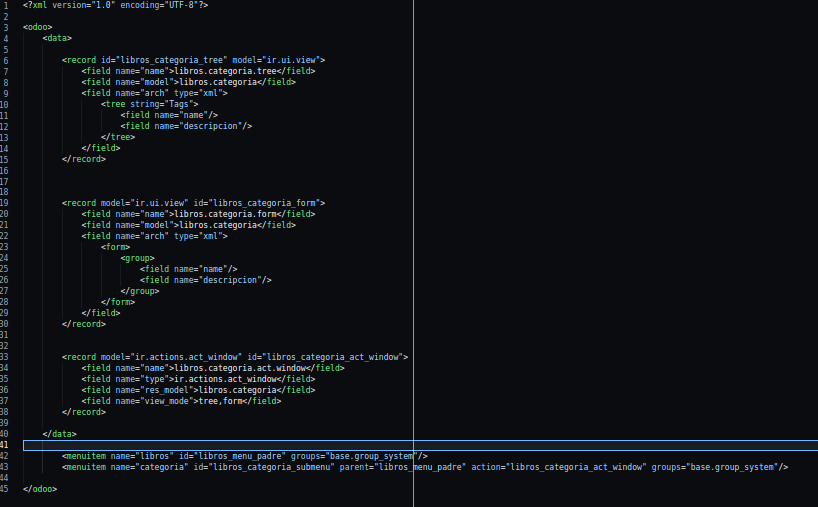 1 <?xml version="1.0" encoding="UTF-8"?>
2
3 <odoo>
4 <data>
5
6 <record id="libros_categoria_tree" model="ir.ui.view">
7 <field name="name">libros.categoria.tree</field>
8 <field name="model">libros.categoria</field>
9 <field name="arch" type="xml">
10 <tree string="Tags">
11 <field name="name"/>
12 <field name="descripcion"/>
13 </tree>
14 </field>
15 </record>
16
17
18
19 <record model="ir.ui.view" id="libros_categoria_form">
20 <field name="name">libros.categoria.form</field>
21 <field name="model">libros.categoria</field>
22 <field name="arch" type="xml">
23 <form>
24 <group>
25 <field name="name"/>
26 <field name="descripcion"/>
27 </group>
28 </form>
29 </field>
30 </record>
31
32
33 <record model="ir.actions.act_window" id="libros_categoria_act_window">
34 <field name="name">libros.categoria.act.window</field>
35 <field name="type">ir.actions.act_window</field>
36 <field name="res_model">libros.categoria</field>
37 <field name="view_mode">tree,form</field>
38 </record>
39
40 </data>
41
42 <menuitem name="libros" id="libros_menu_padre" groups="base.group_system"/>
43 <menuitem name="categoria" id="libros_categoria_submenu" parent="libros_menu_padre" action="libros_categoria_act_window" groups="base.group_system"/>
44
45 </odoo>